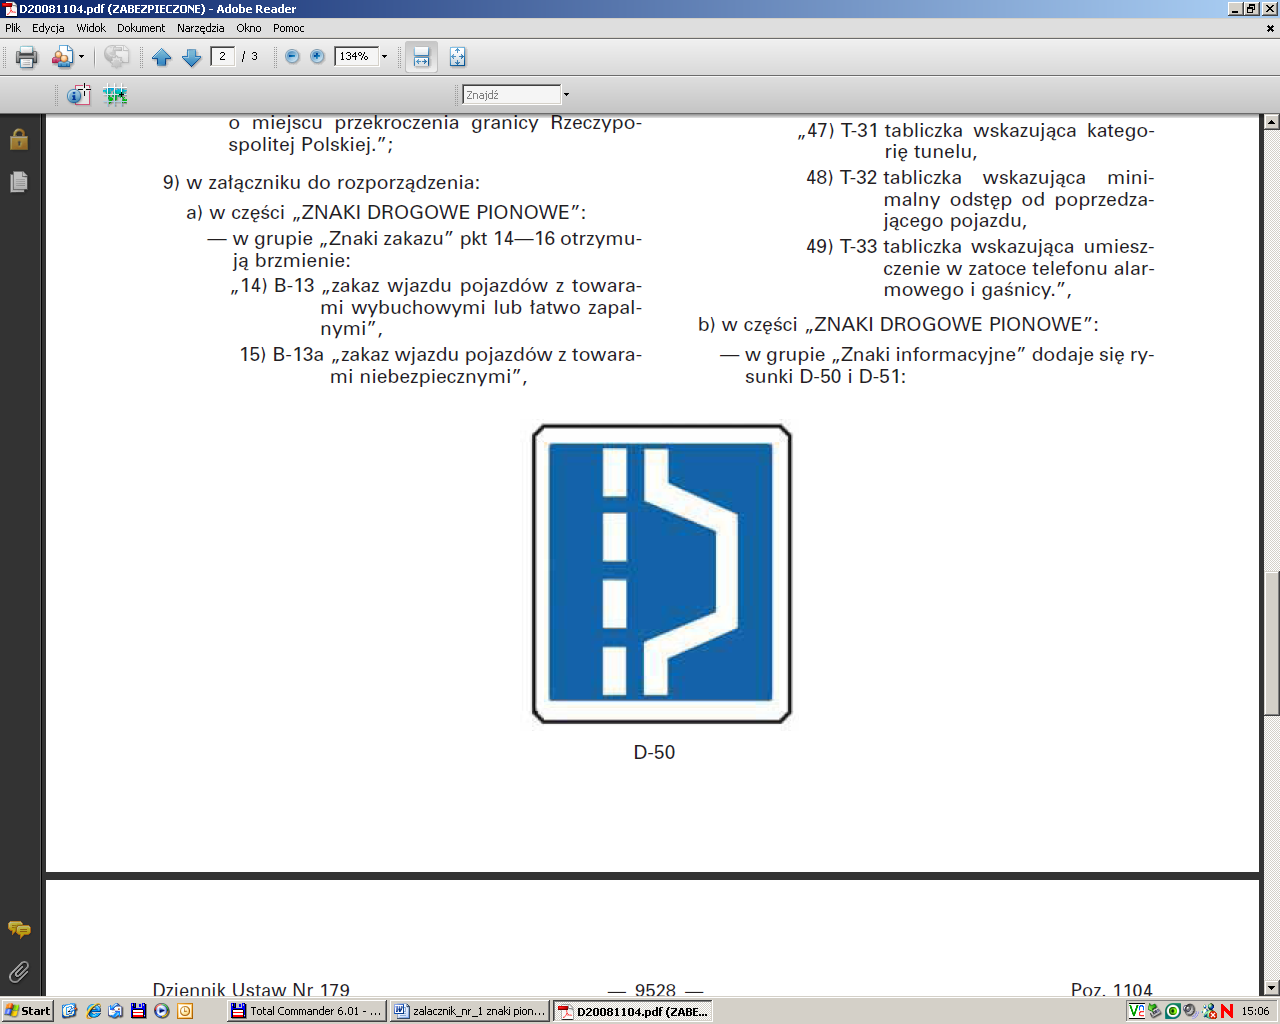 D20081104.pdf (ZABEZPIECZONE) - Adobe Reader
Plik Edycja Widok Dokument Narzędzia Okno Pomoc
2 / 3 134%
Znajdź
o miejscu przekroczenia granicy Rzeczypo-
spolitej Polskiej.”;
9) w załączniku do rozporządzenia:
a) w części „ZNAKI DROGOWE PIONOWE”:
— w grupie „Znaki zakazu” pkt 14—16 otrzymu-
ją brzmienie:
„14) B-13 „zakaz wjazdu pojazdów z towara-
mi wybuchowymi lub łatwo zapal-
nymi”,
15) B-13a „zakaz wjazdu pojazdów z towara-
mi niebezpiecznymi”,
„47) T-31 tabliczka wskazująca katego-
rię tunelu,
48) T-32 tabliczka wskazująca mini-
malny odstęp od poprzedza-
jącego pojazdu,
49) T-33 tabliczka wskazująca umiesz-
czenie w zatoce telefonu alar-
mowego i gaśnicy.”,
b) w części „ZNAKI DROGOWE PIONOWE”:
— w grupie „Znaki informacyjne” dodaje się ry-
sunki D-50 i D-51:
D-50
Dziennik Ustaw Nr 179 — 9528 — Poz. 1104
Start Total Commander 6.01 - ... zalacznik_nr_1 znaki pion... D20081104.pdf (ZABE... 15:06